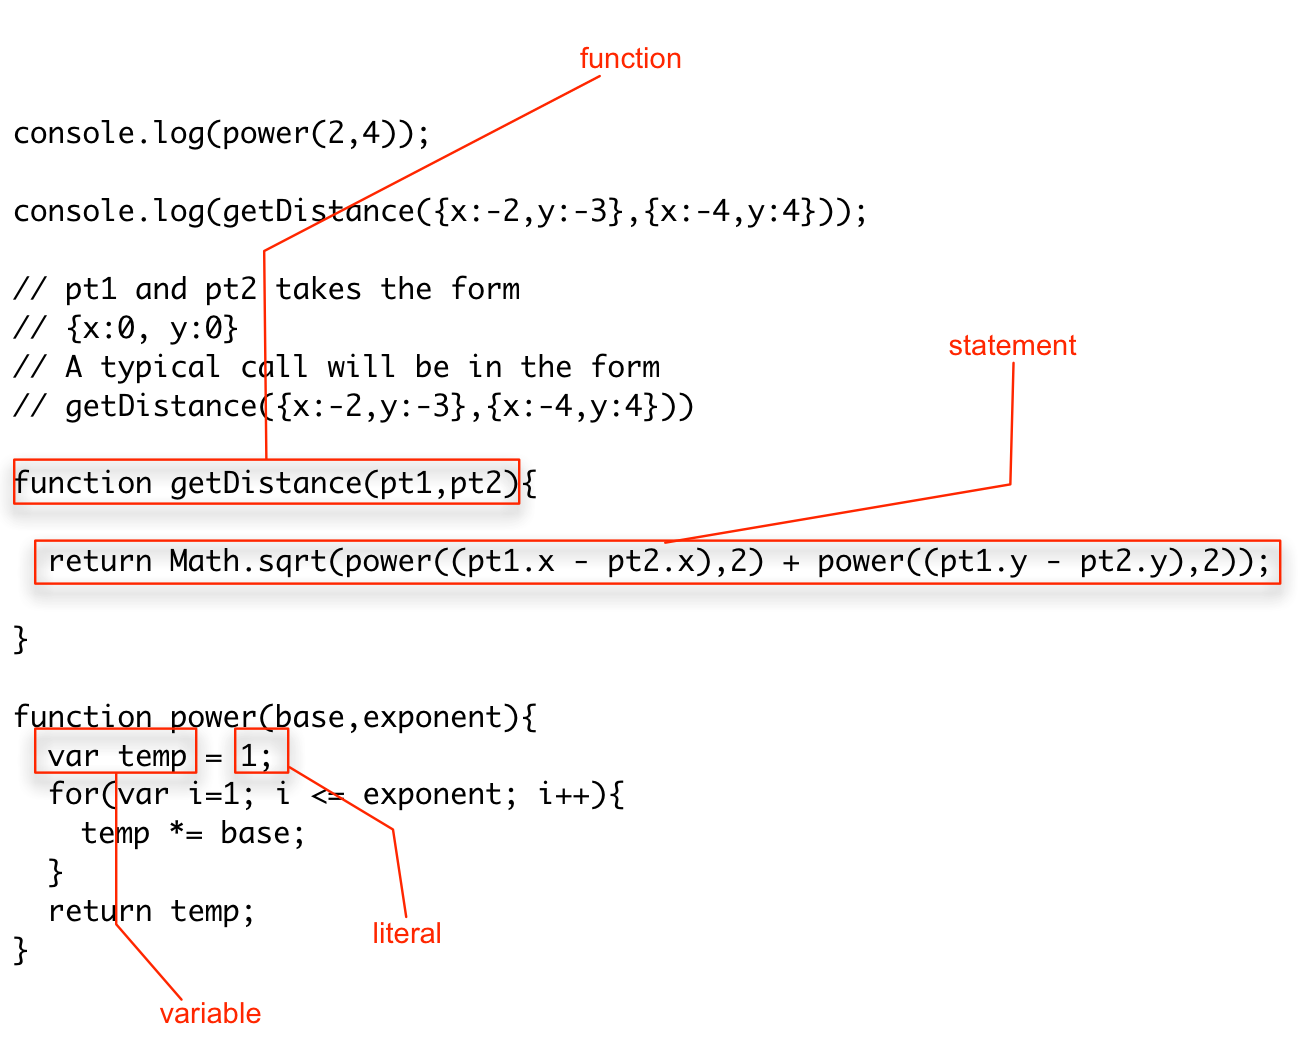 function
console.log(power(2,4));
console.log(getDistance({x:-2,y:-3},{x:-4,y:4}));
// pt1 and pt2 takes the form
// {x:0, y:0}
statement
// A typical call will be in the form
// getDistance({x:-2,y:-3},{x:-4,y:4}))
function getDistance(pt1,pt2){
return Math.sqrt(power((pt1.x - pt2.x),2) + power((pt1.y - pt2.y),2));
}
function power(base,exponent){
var temp = 1;
for(var i=1; i <= exponent; i++){
temp *= base;
}
return temp;
literal
}
variable